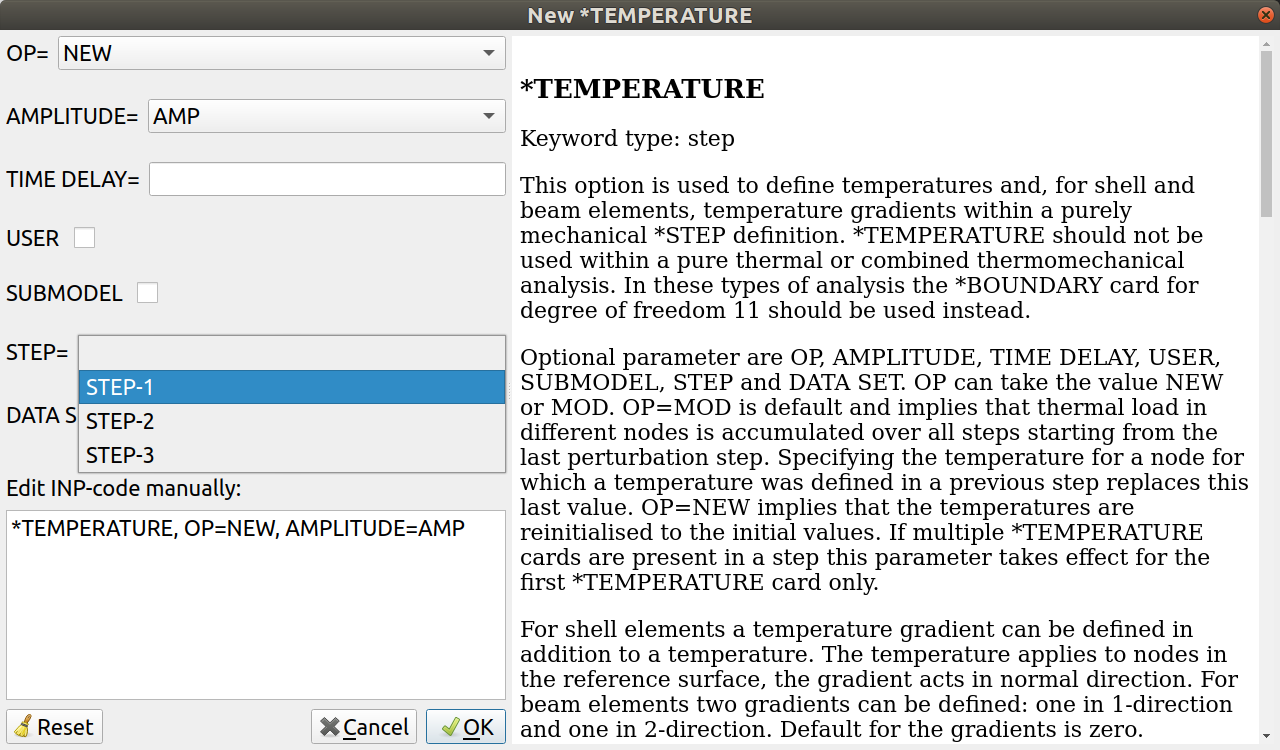 New *TEMPERATURE
OP=
NEW
AMPLITUDE=
AMP
TIME DELAY=
USER
SUBMODEL
STEP=
STEP-1
DATA S
STEP-2
STEP-3
Edit INP-code manually:
*TEMPERATURE, OP=NEW, AMPLITUDE=AMP
Reset
Cancel
OK
*TEMPERATURE
Keyword type: step
This option is used to define temperatures and, for shell and
beam elements, temperature gradients within a purely
mechanical *STEP definition. *TEMPERATURE should not be
used within a pure thermal or combined thermomechanical
analysis. In these types of analysis the *BOUNDARY card for
degree of freedom 11 should be used instead.
Optional parameter are OP, AMPLITUDE, TIME DELAY, USER,
SUBMODEL, STEP and DATA SET. OP can take the value NEW
or MOD. OP=MOD is default and implies that thermal load in
different nodes is accumulated over all steps starting from the
last perturbation step. Specifying the temperature for a node for
which a temperature was defined in a previous step replaces this
last value. OP=NEW implies that the temperatures are
reinitialised to the initial values. If multiple *TEMPERATURE
cards are present in a step this parameter takes effect for the
first *TEMPERATURE card only.
For shell elements a temperature gradient can be defined in
addition to a temperature. The temperature applies to nodes in
the reference surface, the gradient acts in normal direction. For
beam elements two gradients can be defined: one in 1-direction
and one in 2-direction. Default for the gradients is zero.